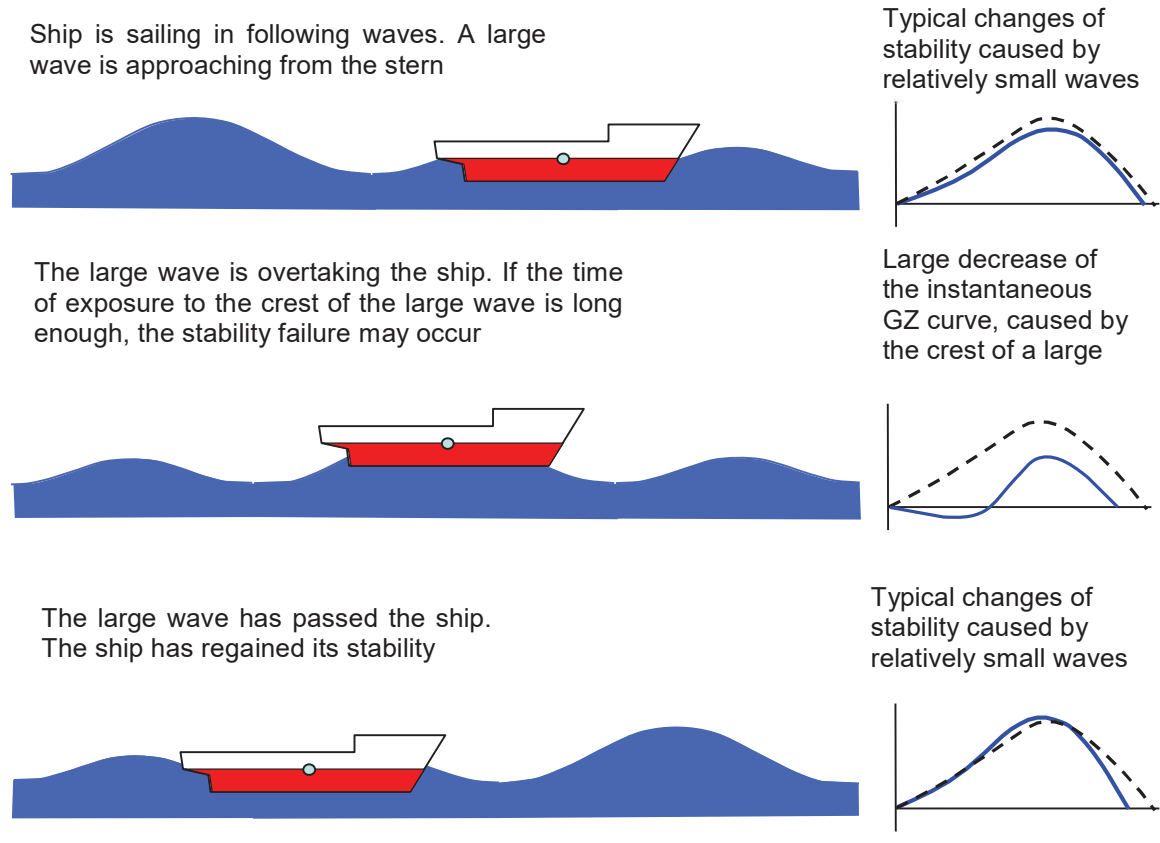 Ship is sailing in following waves. A large
wave is approaching from the stern
Typical changes of
stability caused by
relatively small waves
The large wave is overtaking the ship. If the time
of exposure to the crest of the large wave is long
enough, the stability failure may occur
Large decrease of
the instantaneous
GZ curve, caused by
the crest of a large
The large wave has passed the ship.
The ship has regained its stability
Typical changes of
stability caused by
relatively small waves